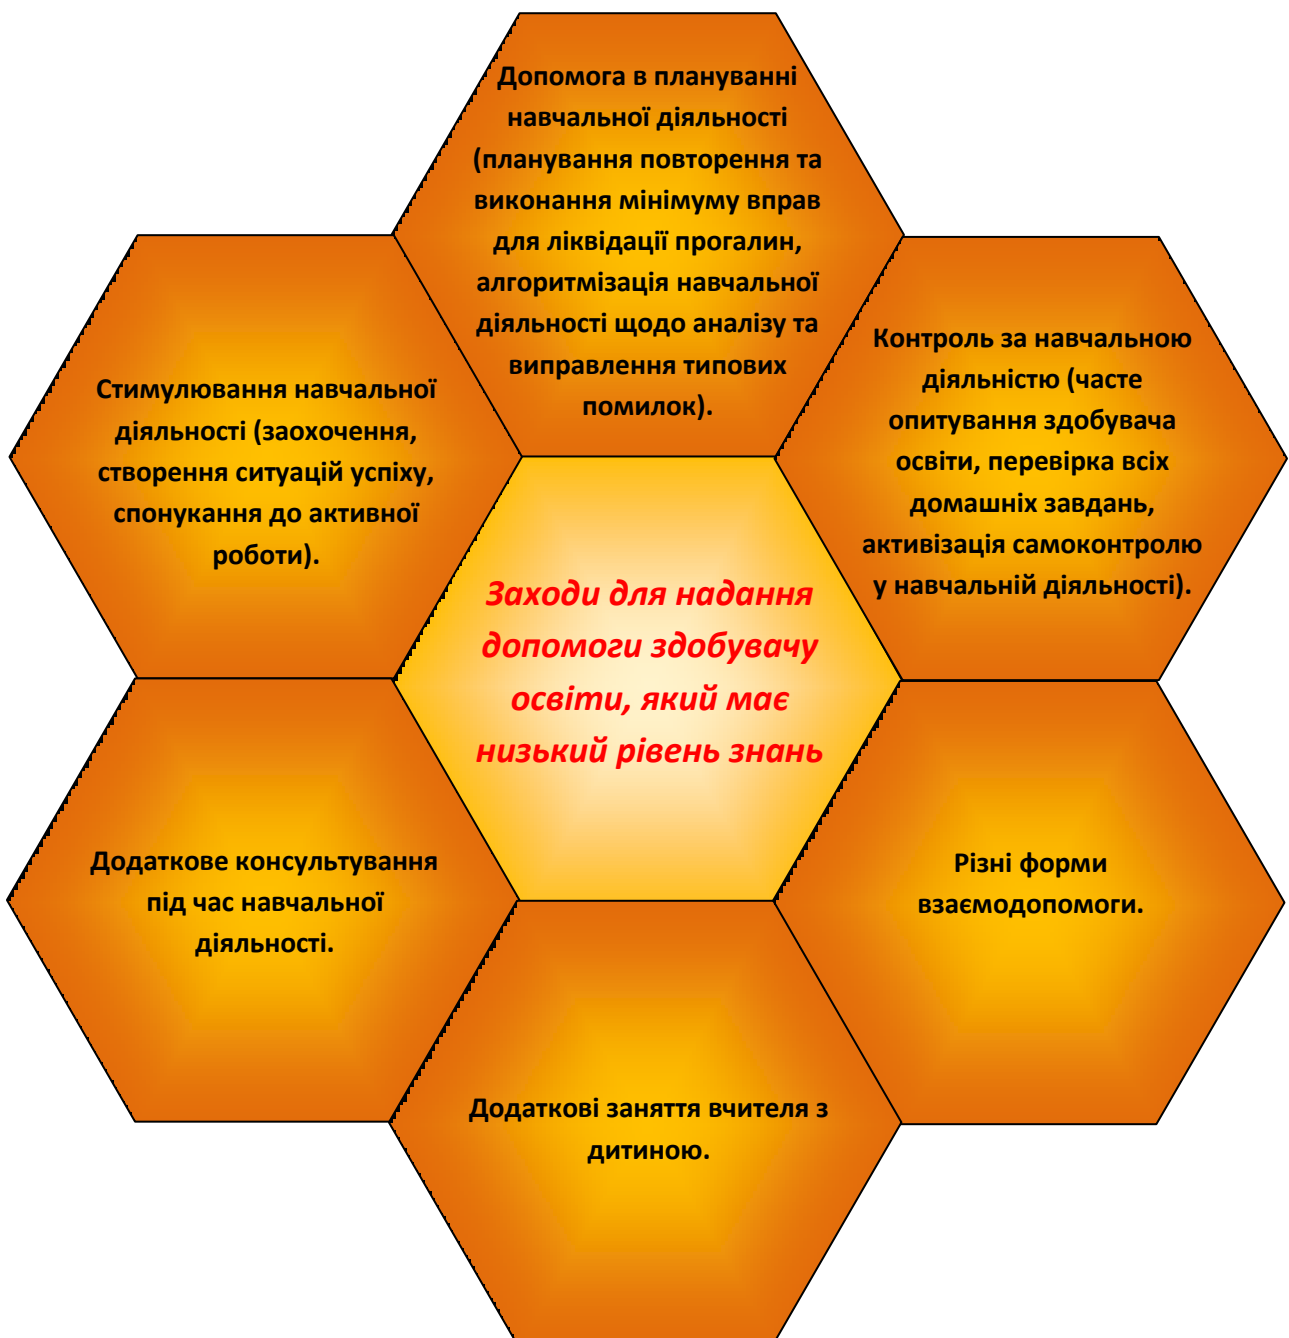 Допомога в плануванні
навчальної діяльності
(планування повторення та
виконання мінімуму вправ
для ліквідації прогалин,
алгоритмізація навчальної
діяльності щодо аналізу та
виправлення типових
помилок).
Стимулювання навчальної
діяльності (заохочення,
створення ситуацій успіху,
спонукання до активної
роботи).
Контроль за навчальною
діяльністю (часте
опитування здобувача
освіти, перевірка всіх
домашніх завдань,
активізація самоконтролю
у навчальній діяльності).
Заходи для надання
допомоги здобувачу
освіти, який має
низький рівень знань
Додаткове консультування
під час навчальної
діяльності.
Різні форми
взаємодопомоги.
Додаткові заняття вчителя з
дитиною.